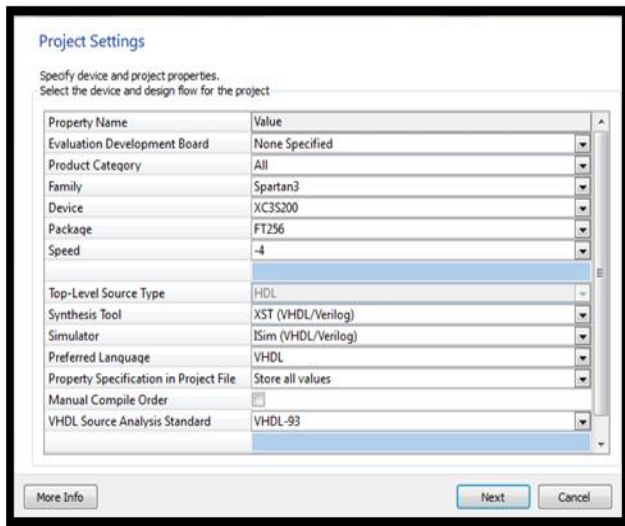 Project Settings
Specify device and project properties.
Select the device and design flow for the project
Property Name Value
Evaluation Development Board None Specified
Product Category All
Family Spartan3
Device XC3S200
Package FT256
Speed -4
Top-Level Source Type HDL
Synthesis Tool XST (VHDL/Verilog)
Simulator ISim (VHDL/Verilog)
Preferred Language VHDL
Property Specification in Project File Store all values
Manual Compile Order
VHDL Source Analysis Standard VHDL-93
More Info Next Cancel